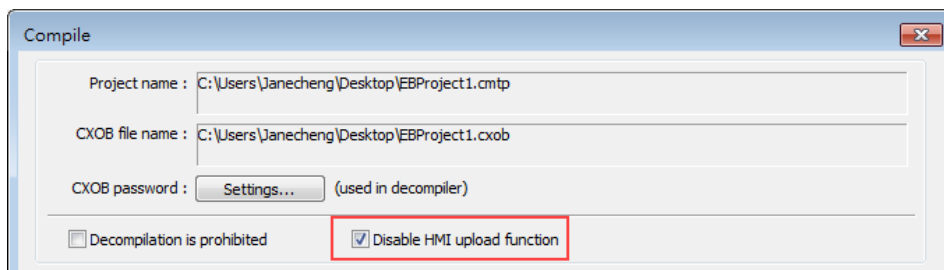 Compile
Project name : C:\Users\Janecheng\Desktop\EBProject1.cmtp
CXOB file name : C:\Users\Janecheng\Desktop\EBProject1.cxob
CXOB password : Settings... (used in decompiler)
Decompilation is prohibited Disable HMI upload function